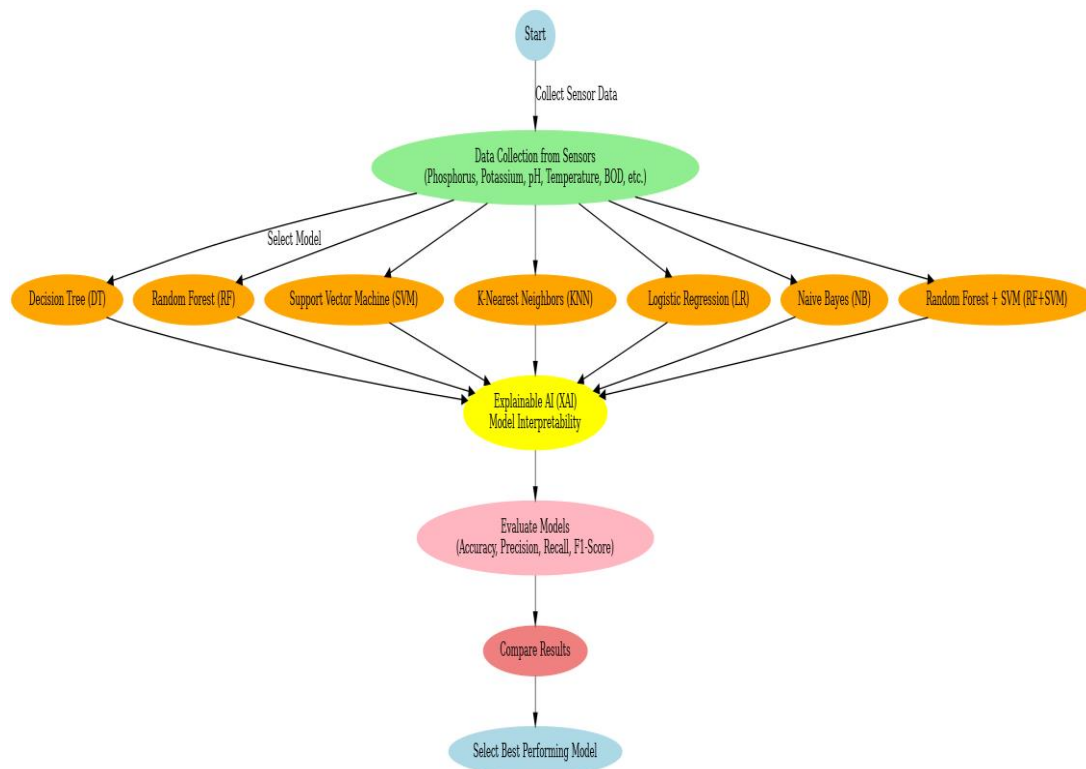 Start
Collect Sensor Data
Data Collection from Sensors
(Phosphorus, Potassium, pH, Temperature, BOD, etc.)
Select Model
Decision Tree (DT)
Random Forest (RF)
Support Vector Machine (SVM)
K-Nearest Neighbors (KNN)
Logistic Regression (LR)
Naive Bayes (NB)
Random Forest + SVM (RF+SVM)
Explainable AI (XAI)
Model Interpretability
Evaluate Models
(Accuracy, Precision, Recall, F1-Score)
Compare Results
Select Best Performing Model